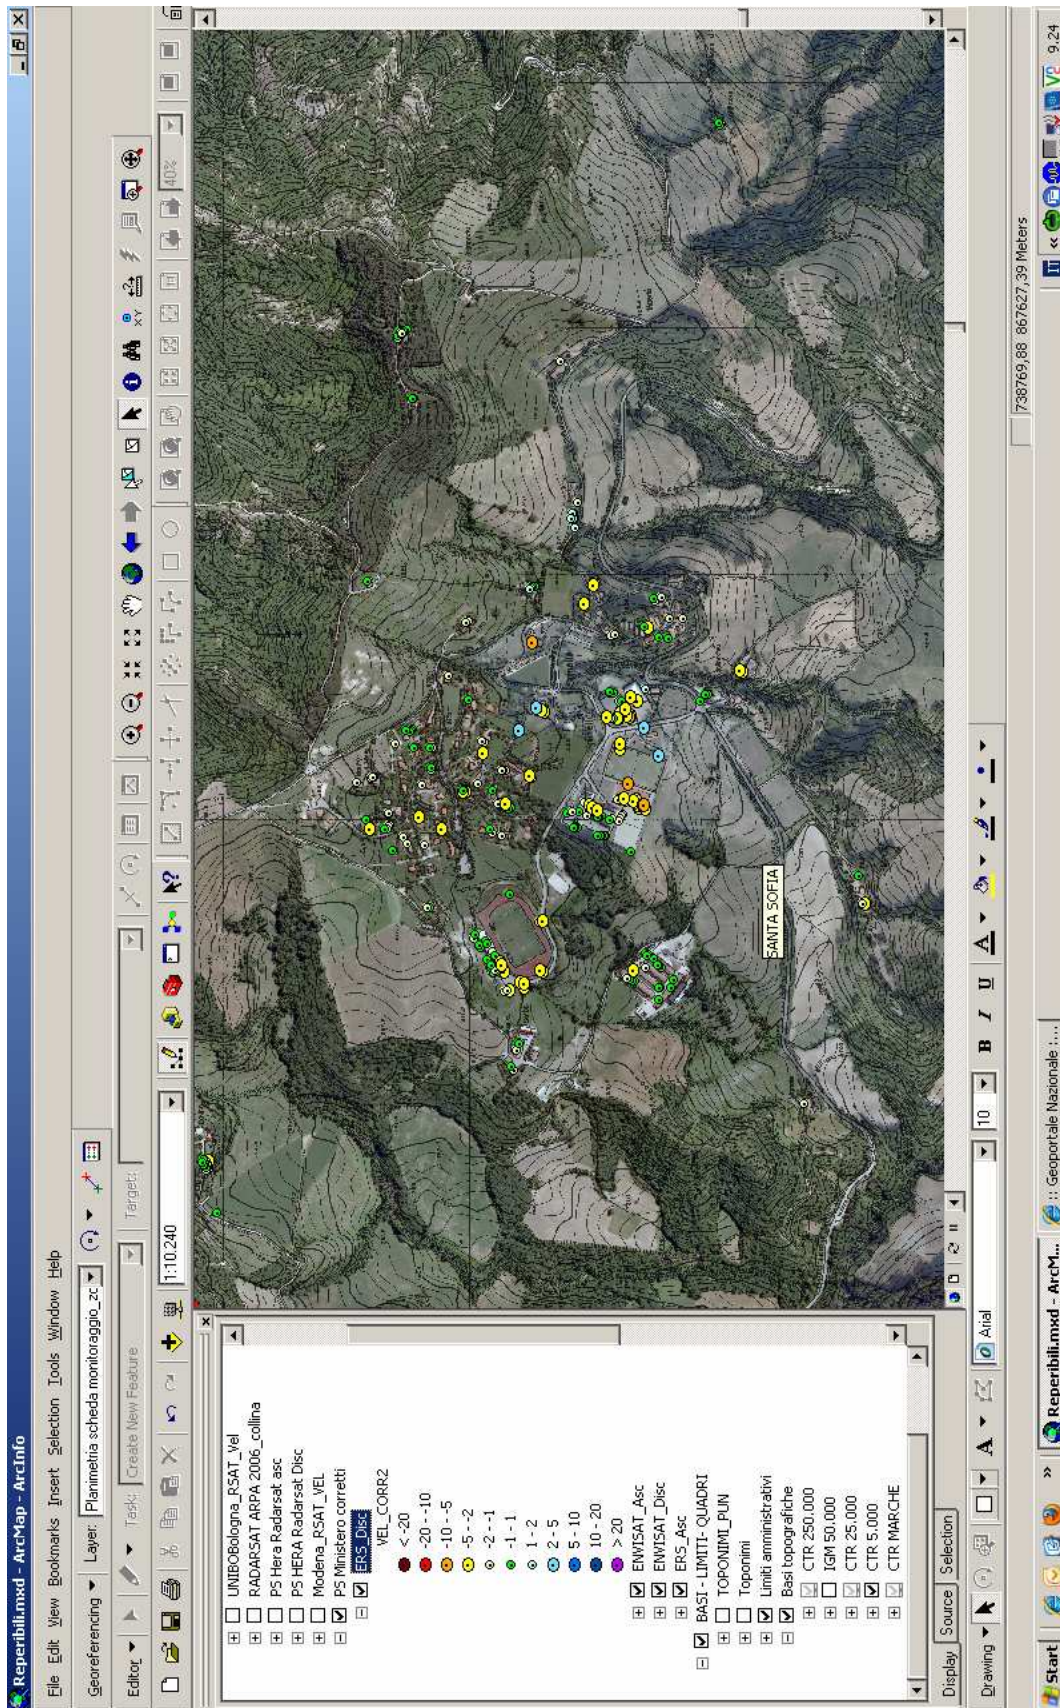 Reperibili.mxd - ArcMap - ArcInfo
File Edit View Bookmarks Insert Selection Tools Window Help
Georeferencing Layer: Planimetria scheda monitoraggio_zc
Editor Task: Create New Feature Target:
1:10.240
40%
UNIBOBologna_RSAT_Vel
RADARSAT ARPA 2006_collina
PS Hera Radarsat asc
PS HERA Radarsat Disc
Modena_RSAT_VEL
PS Ministero corretti
ERS_Disc
VEL_CORR2
< -20
-20 - -10
-10 - -5
-5 - -2
-2 - -1
-1 - 1
1 - 2
2 - 5
5 - 10
10 - 20
> 20
ENVISAT_Asc
ENVISAT_Disc
ERS_Asc
BASI - LIMITI- QUADRI
TOPONIMI_PUN
Toponimi
Limiti amministrativi
Basi topografiche
CTR 250.000
IGM 50.000
CTR 25.000
CTR 5.000
CTR MARCHE
Display Source Selection
SANTA SOFIA
Drawing A Arial 10 B I U A
738769,88 867627,39 Meters
Start Reperibili.mxd - ArcM... :: Geoportale Nazionale :... IT 9.24